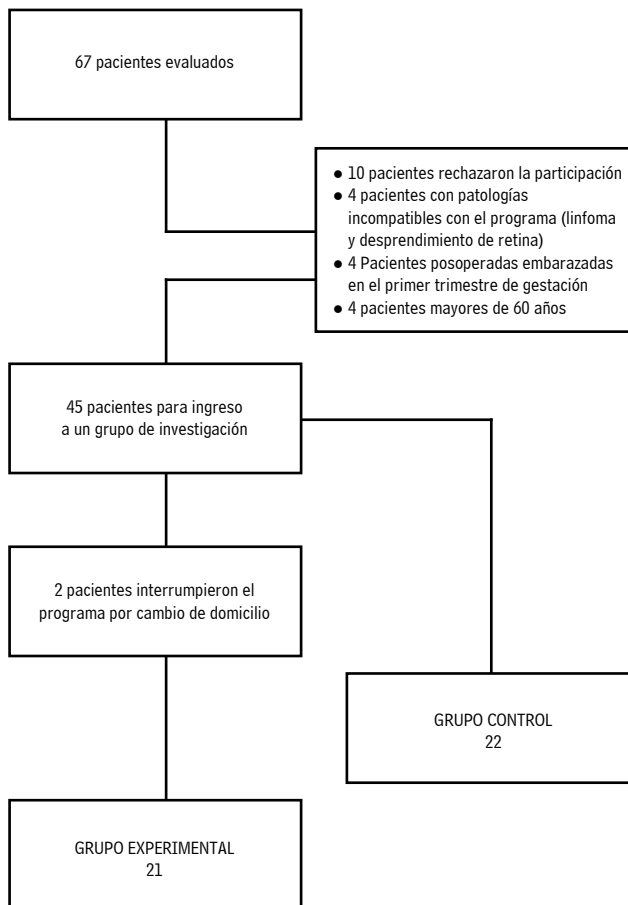 67 pacientes evaluados
● 10 pacientes rechazaron la participación
● 4 pacientes con patologías
incompatibles con el programa (linfoma
y desprendimiento de retina)
● 4 Pacientes posoperadas embarazadas
en el primer trimestre de gestación
● 4 pacientes mayores de 60 años
45 pacientes para ingreso
a un grupo de investigación
2 pacientes interrumpieron el
programa por cambio de domicilio
GRUPO CONTROL
22
GRUPO EXPERIMENTAL
21